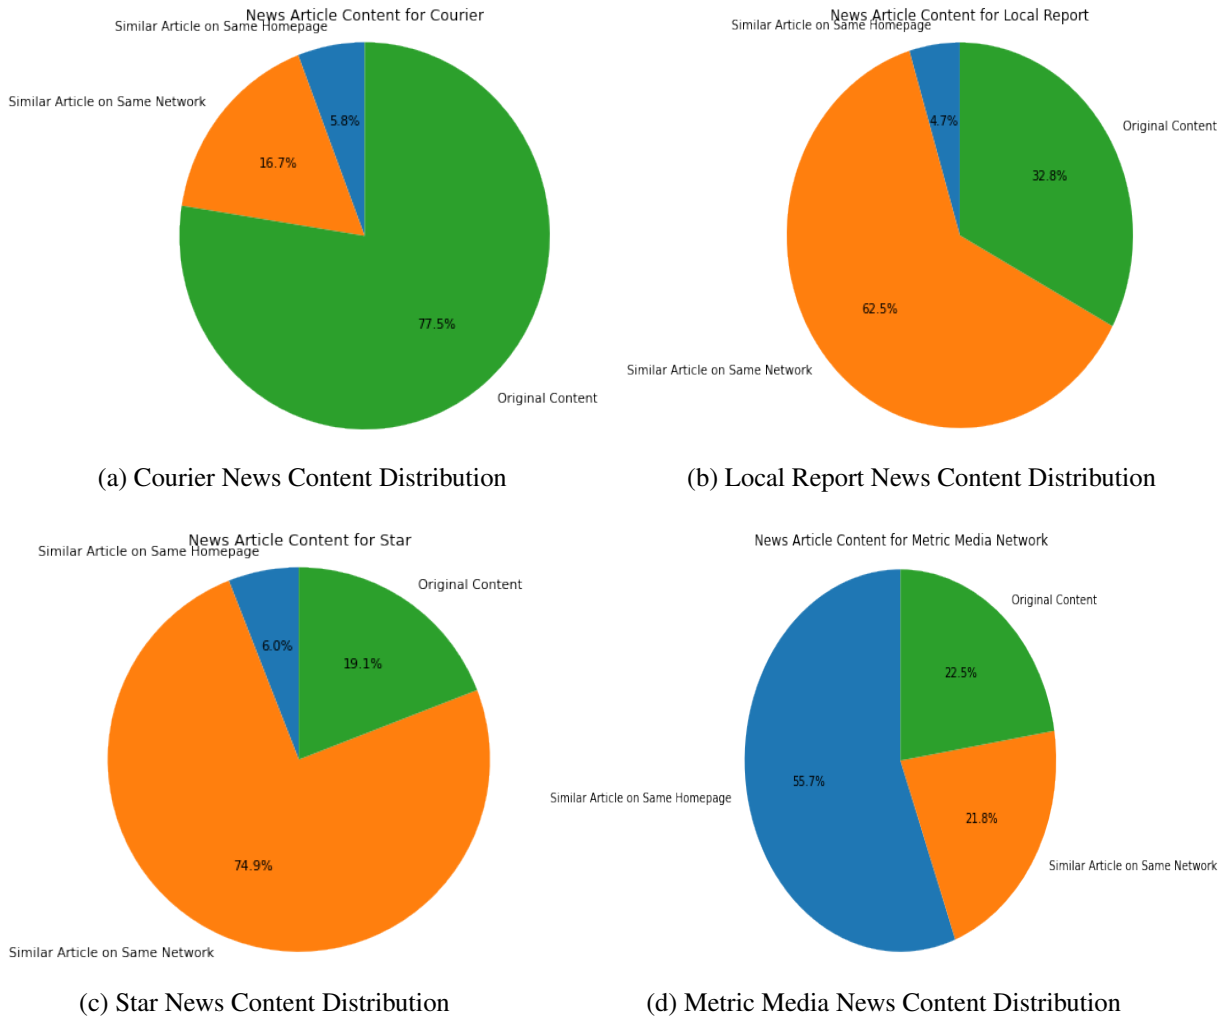 News Article Content for Courier
Similar Article on Same Homepage
Similar Article on Same Network
5.8%
16.7%
77.5%
Original Content
(a) Courier News Content Distribution
News Article Content for Local Report
Similar Article on Same Homepage
4.7%
Original Content
32.8%
62.5%
Similar Article on Same Network
(b) Local Report News Content Distribution
News Article Content for Star
Similar Article on Same Homepage
Original Content
6.0%
19.1%
74.9%
Similar Article on Same Network
(c) Star News Content Distribution
News Article Content for Metric Media Network
Original Content
22.5%
55.7%
Similar Article on Same Homepage
21.8%
Similar Article on Same Network
(d) Metric Media News Content Distribution